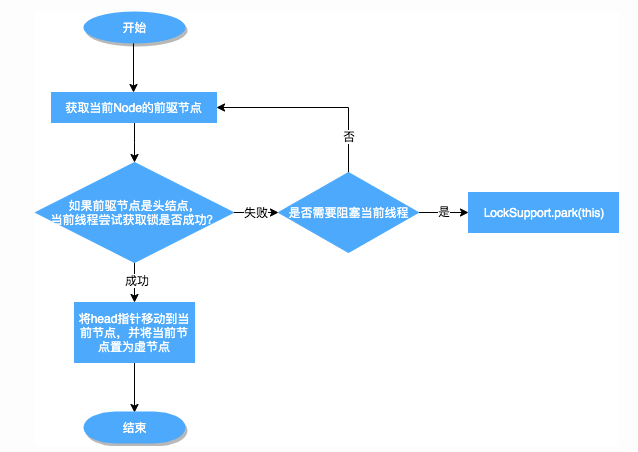 开始
获取当前Node的前驱节点
否
如果前驱节点是头结点,
当前线程尝试获取锁是否成功?
失败
是否需要阻塞当前线程
是
LockSupport.park(this)
成功
将head指针移动到当
前节点，并将当前节
点置为虚节点
结束